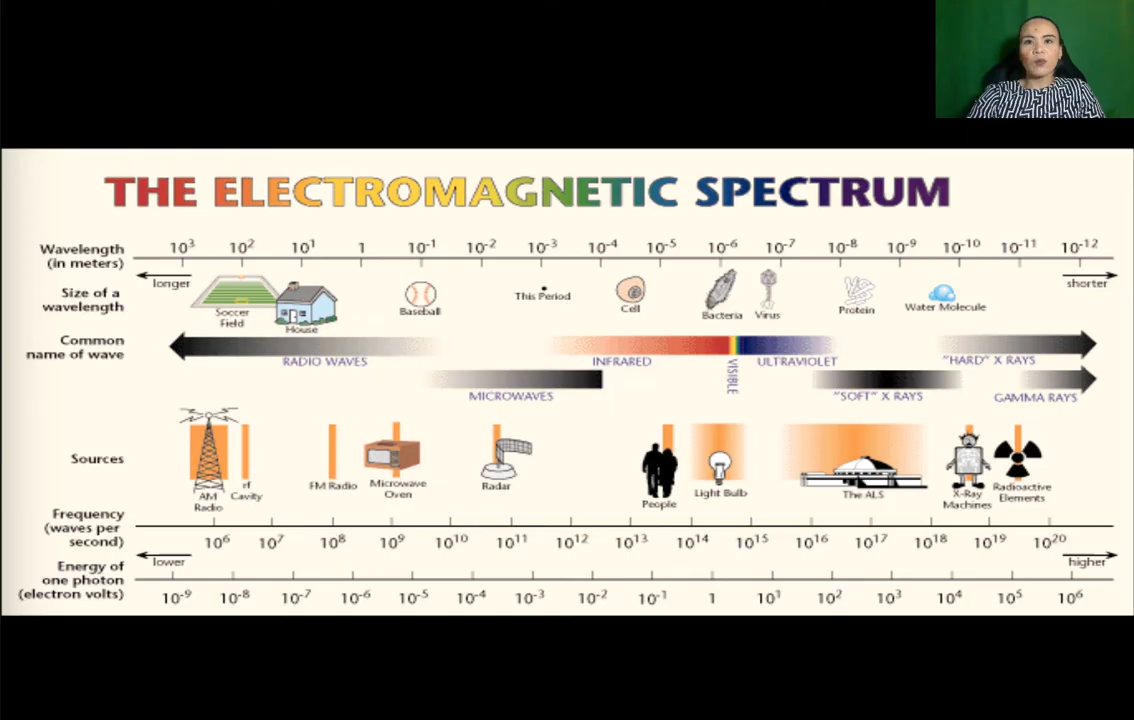 THE ELECTROMAGNETIC SPECTRUM
Wavelength
(in meters)
10³ 10² 10¹ 1 10⁻¹ 10⁻² 10⁻³ 10⁻⁴ 10⁻⁵ 10⁻⁶ 10⁻⁷ 10⁻⁸ 10⁻⁹ 10⁻¹⁰ 10⁻¹¹ 10⁻¹²
longer
shorter
Size of a
wavelength
Soccer
Field
House
Baseball
This Period
Cell
Bacteria
Virus
Protein
Water Molecule
Common
name of wave
RADIO WAVES
INFRARED
VISIBLE
ULTRAVIOLET
"HARD" X RAYS
MICROWAVES
"SOFT" X RAYS
GAMMA RAYS
Sources
AM
Radio
rf
Cavity
FM Radio
Microwave
Oven
Radar
People
Light Bulb
The ALS
X-Ray
Machines
Radioactive
Elements
Frequency
(waves per
second)
10⁶ 10⁷ 10⁸ 10⁹ 10¹⁰ 10¹¹ 10¹² 10¹³ 10¹⁴ 10¹⁵ 10¹⁶ 10¹⁷ 10¹⁸ 10¹⁹ 10²⁰
lower
higher
Energy of
one photon
(electron volts)
10⁻⁹ 10⁻⁸ 10⁻⁷ 10⁻⁶ 10⁻⁵ 10⁻⁴ 10⁻³ 10⁻² 10⁻¹ 1 10¹ 10² 10³ 10⁴ 10⁵ 10⁶